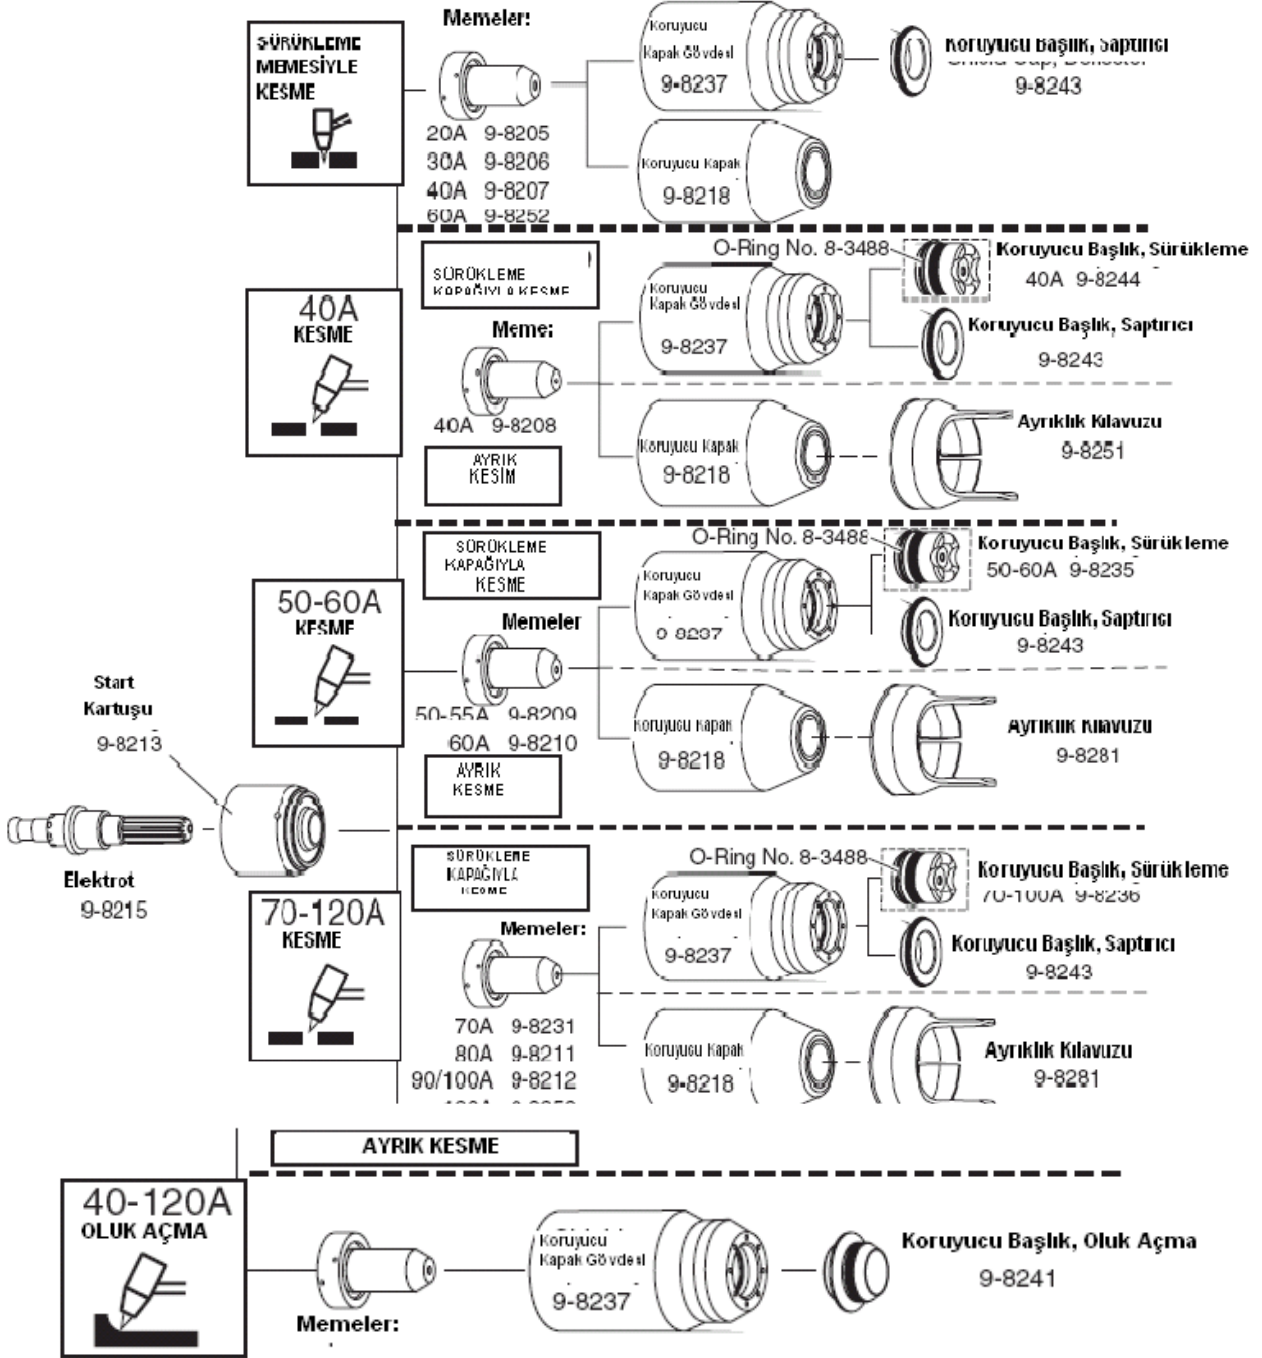 Memeler:
SÜRÜKLEME
MEMESİYLE
KESME
20A 9-8205
30A 9-8206
40A 9-8207
60A 9-8252
Koruyucu
Kapak Gövdesi
9-8237
Koruyucu Başlık, Saptırıcı
9-8243
Koruyucu Kapak
9-8218
40A
KESME
SÜRÜKLEME
KAPAĞIYLA KESME
Meme:
40A 9-8208
AYRIK
KESİM
O-Ring No. 8-3488
Koruyucu
Kapak Gövdesi
9-8237
Koruyucu Başlık, Sürükleme
40A 9-8244
Koruyucu Başlık, Saptırıcı
9-8243
Koruyucu Kapak
9-8218
Ayrıklık Kılavuzu
9-8251
50-60A
KESME
SÜRÜKLEME
KAPAĞIYLA
KESME
Memeler
50-55A 9-8209
60A 9-8210
AYRIK
KESME
O-Ring No. 8-3488
Koruyucu
Kapak Gövdesi
9-8237
Koruyucu Başlık, Sürükleme
50-60A 9-8235
Koruyucu Başlık, Saptırıcı
9-8243
Koruyucu Kapak
9-8218
Ayrıklık Kılavuzu
9-8281
Start
Kartuşu
9-8213
Elektrot
9-8215
70-120A
KESME
SÜRÜKLEME
KAPAĞIYLA
KESME
Memeler:
70A 9-8231
80A 9-8211
90/100A 9-8212
O-Ring No. 8-3488
Koruyucu
Kapak Gövdesi
9-8237
Koruyucu Başlık, Sürükleme
70-100A 9-8236
Koruyucu Başlık, Saptırıcı
9-8243
Koruyucu Kapak
9-8218
Ayrıklık Kılavuzu
9-8281
AYRIK KESME
40-120A
OLUK AÇMA
Memeler:
Koruyucu
Kapak Gövdesi
9-8237
Koruyucu Başlık, Oluk Açma
9-8241